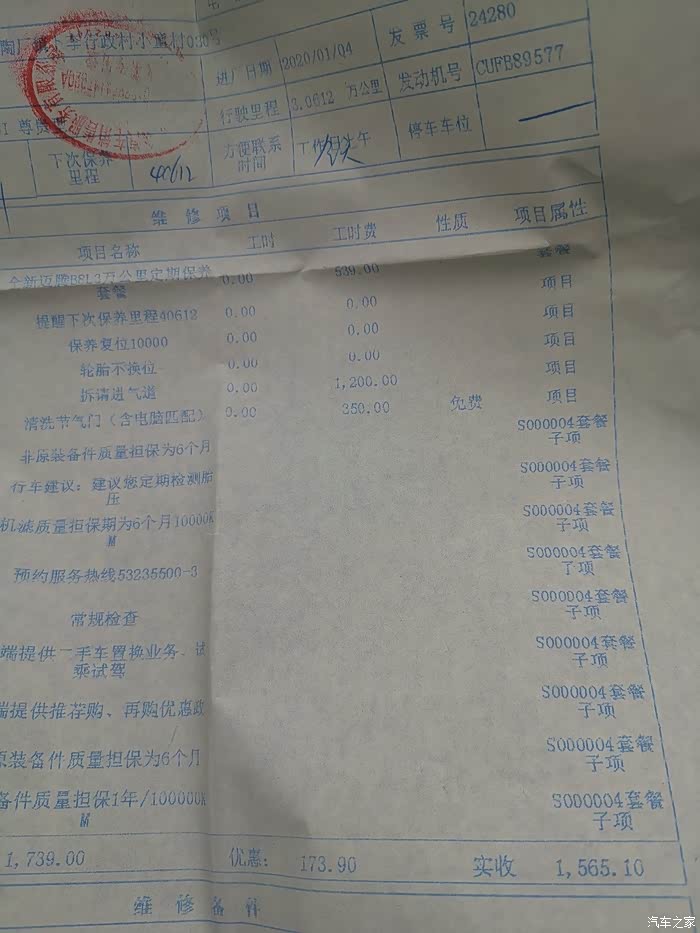 行政村小 村030号
发票号 24280
进厂日期 2020/01/04
发动机号 CUFB89577
行驶里程 3.0612 万公里
停车车位
尊贵
下次保养里程 40612
方便联系时间
维修项目
项目名称 工时 工时费 性质 项目属性
全新迈腾B8L3万公里定期保养套餐 0.00 539.00 套餐
提醒下次保养里程40612 0.00 0.00 项目
保养复位10000 0.00 0.00 项目
轮胎不换位 0.00 0.00 项目
拆请进气道 0.00 1,200.00 项目
清洗节气门（含电脑匹配） 0.00 350.00 免费
非原装备件质量担保为6个月 S000004套餐子项
行车建议：建议您定期检测胎压 S000004套餐子项
机滤质量担保期为6个月10000KM S000004套餐子项
预约服务热线53235500-3 S000004套餐子项
常规检查 S000004套餐子项
端提供二手车置换业务、试乘试驾 S000004套餐子项
端提供推荐购、再购优惠政 S000004套餐子项
原装备件质量担保为6个月 S000004套餐子项
备件质量担保1年/100000KM S000004套餐子项
1,739.00 优惠： 173.90 实收 1,565.10
维修备件
汽车之家